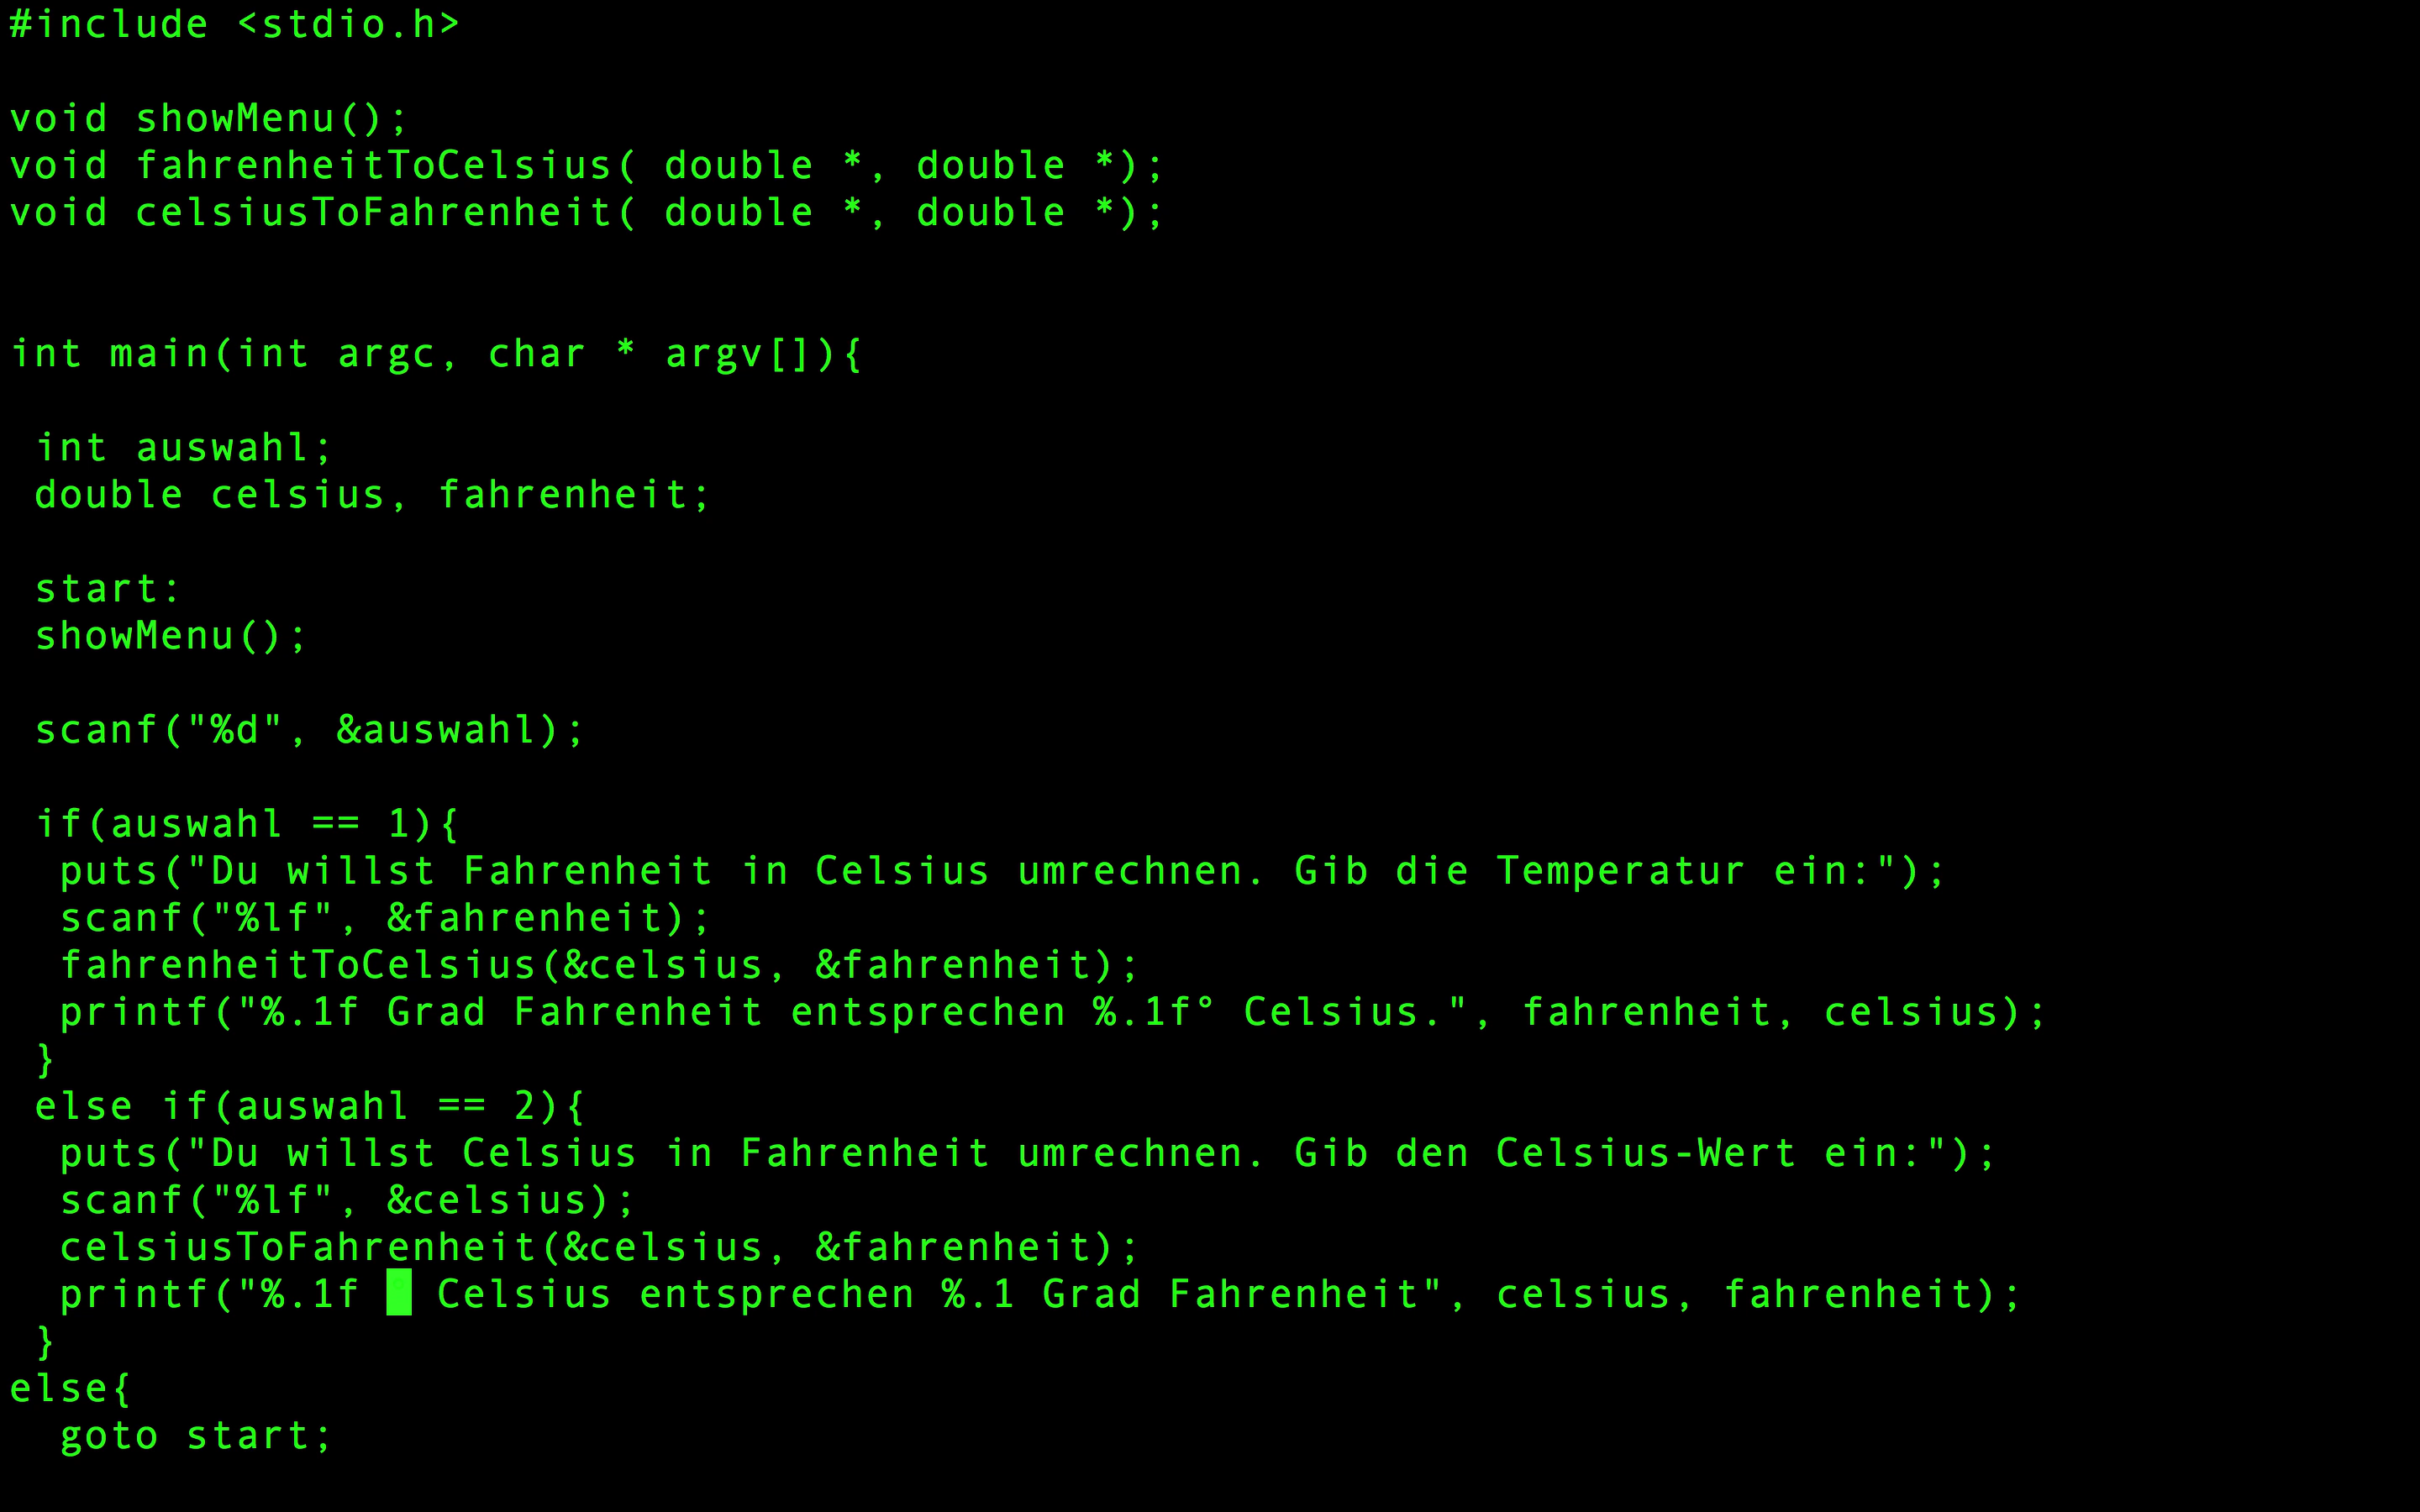 #include <stdio.h>
void showMenu();
void fahrenheitToCelsius( double *, double *);
void celsiusToFahrenheit( double *, double *);
int main(int argc, char * argv[]){
int auswahl;
double celsius, fahrenheit;
start:
showMenu();
scanf("%d", &auswahl);
if(auswahl == 1){
puts("Du willst Fahrenheit in Celsius umrechnen. Gib die Temperatur ein:");
scanf("%lf", &fahrenheit);
fahrenheitToCelsius(&celsius, &fahrenheit);
printf("%.1f Grad Fahrenheit entsprechen %.1f° Celsius.", fahrenheit, celsius);
}
else if(auswahl == 2){
puts("Du willst Celsius in Fahrenheit umrechnen. Gib den Celsius-Wert ein:");
scanf("%lf", &celsius);
celsiusToFahrenheit(&celsius, &fahrenheit);
printf("%.1f Celsius entsprechen %.1 Grad Fahrenheit", celsius, fahrenheit);
}
else{
goto start;